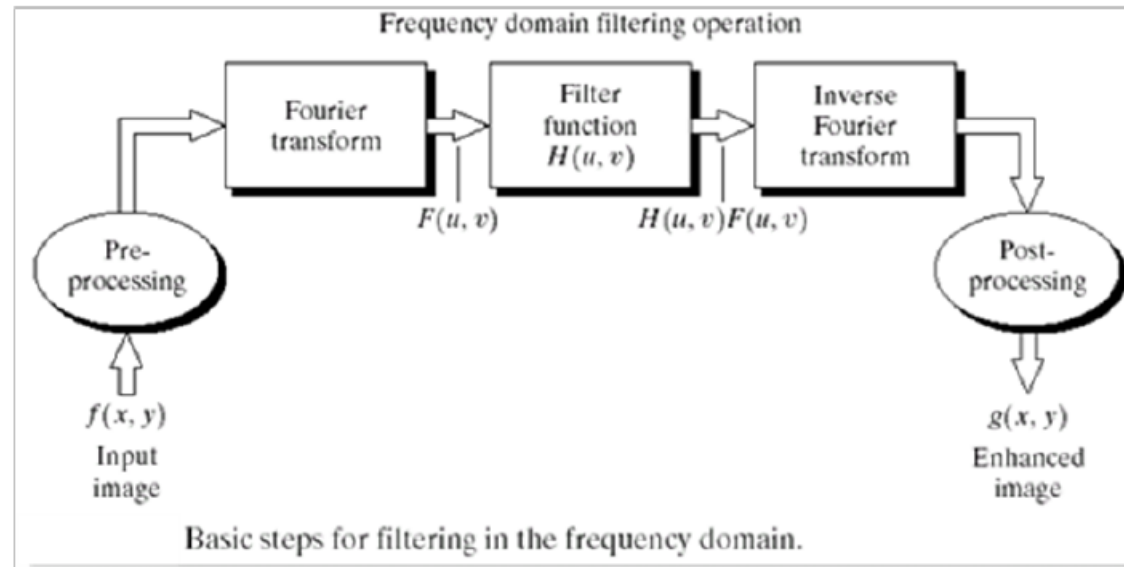 Frequency domain filtering operation
Fourier
transform
Filter
function
H(u, v)
Inverse
Fourier
transform
F(u, v)
H(u, v)F(u, v)
Pre-
processing
Post-
processing
f(x, y)
Input
image
g(x, y)
Enhanced
image
Basic steps for filtering in the frequency domain.